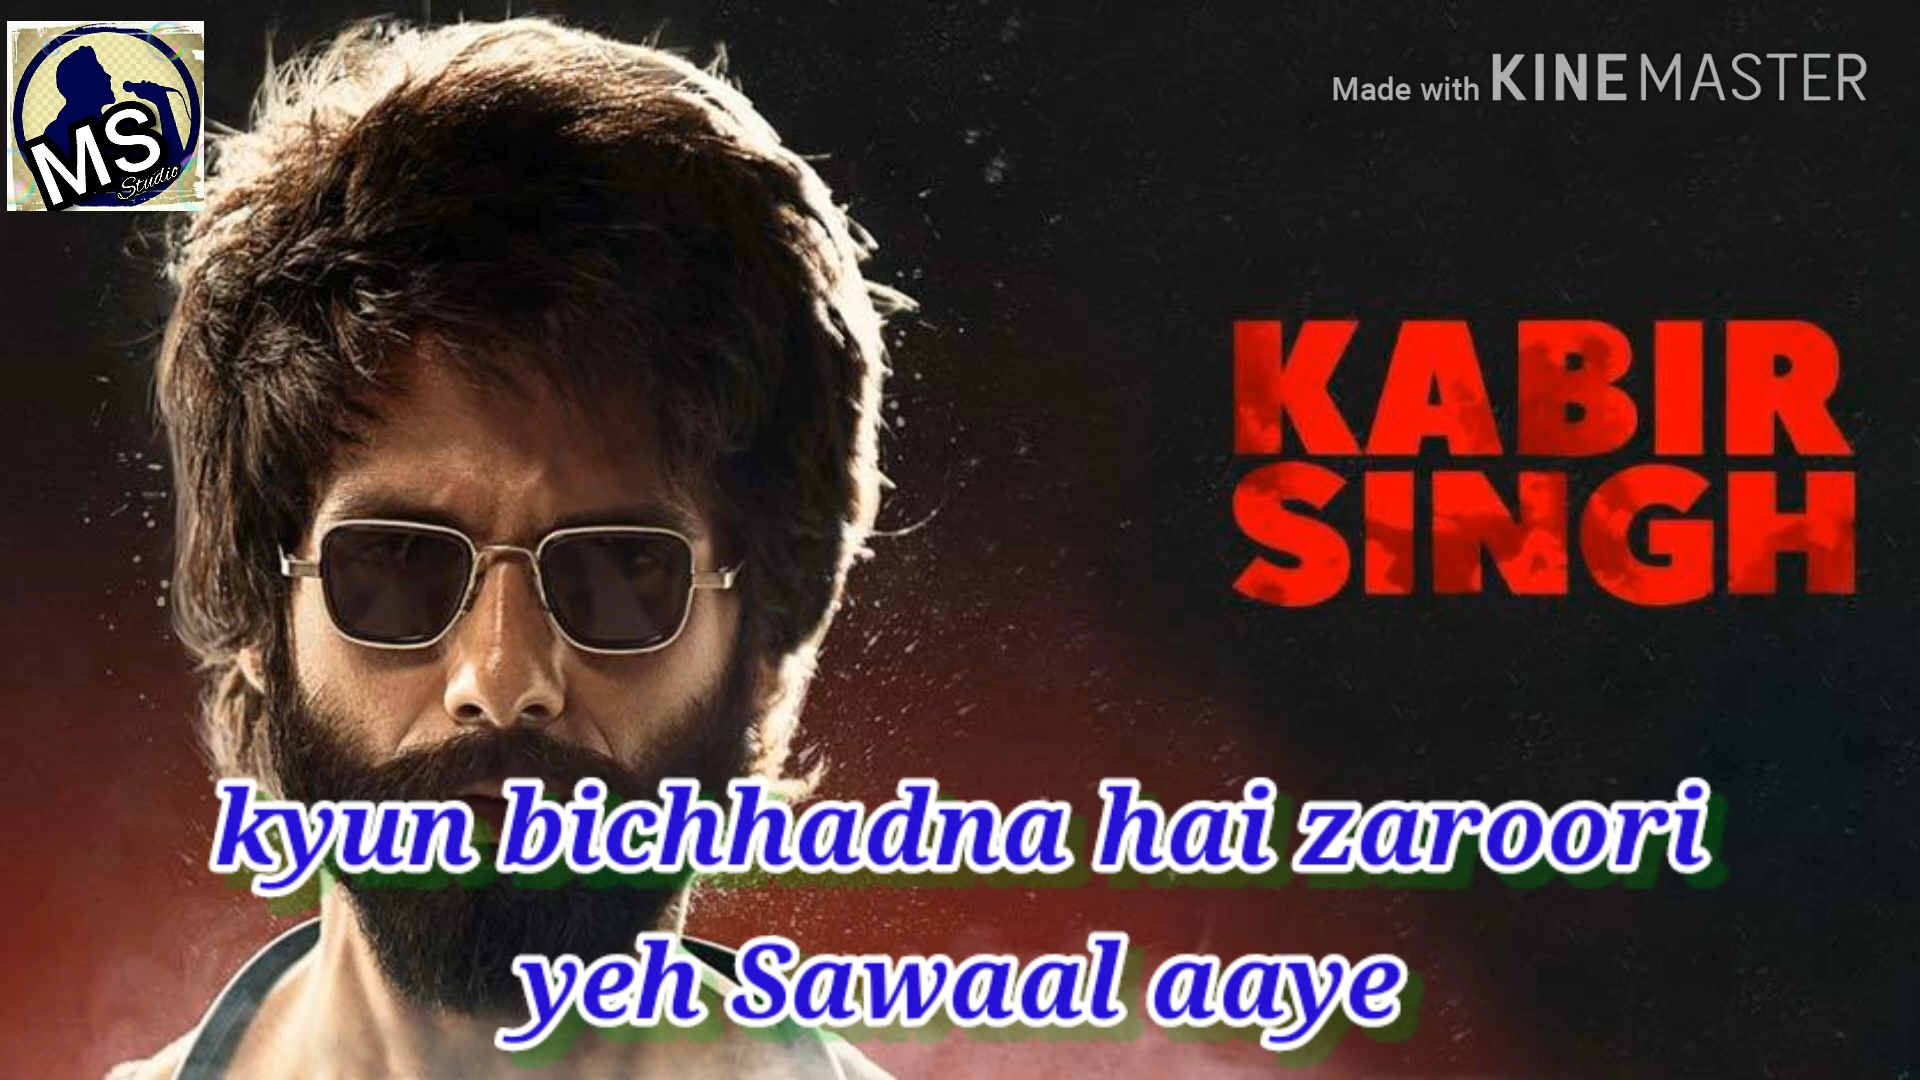 MS
Studio
Made with KINEMASTER
KABIR
SINGH
kyun bichhadna hai zaroori
yeh Sawaal aaye